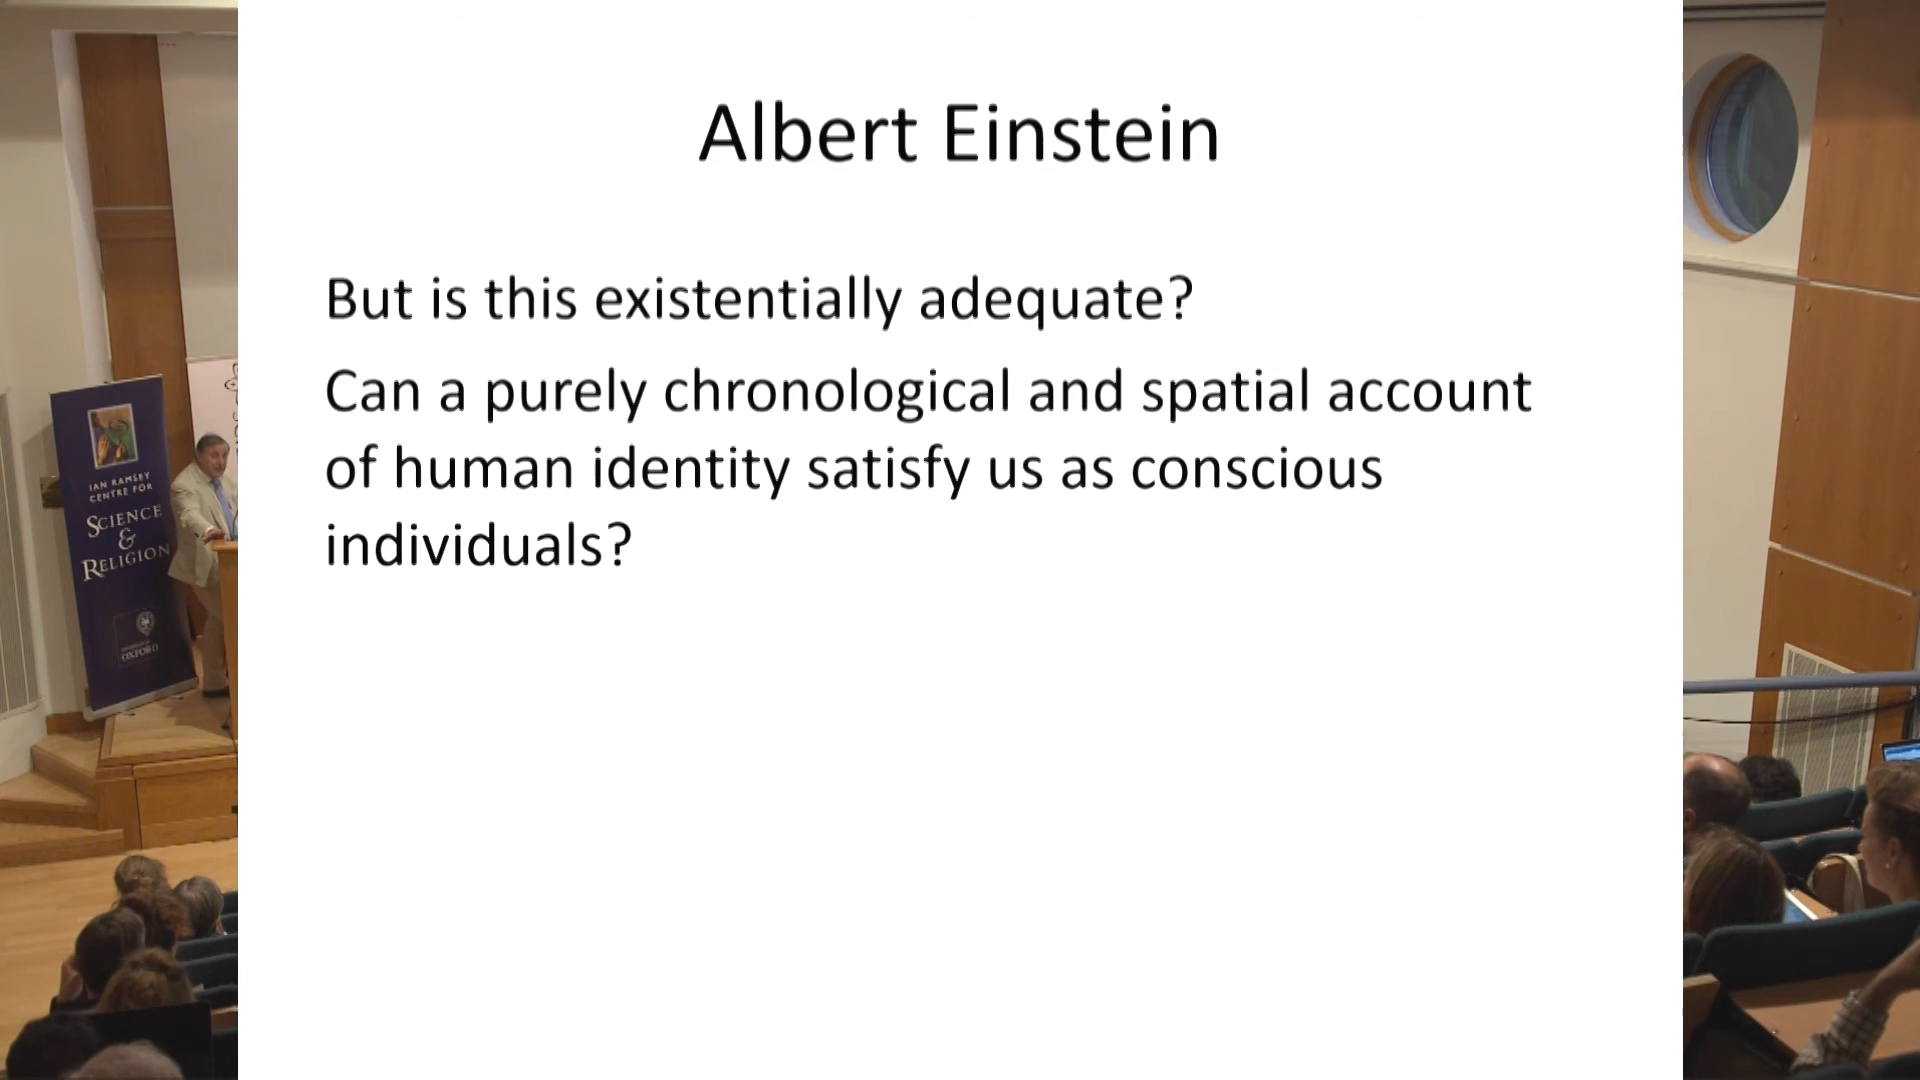 Albert Einstein
But is this existentially adequate?
Can a purely chronological and spatial account
of human identity satisfy us as conscious
individuals?
IAN RAMSEY
CENTRE FOR
SCIENCE
&
RELIGION
OXFORD